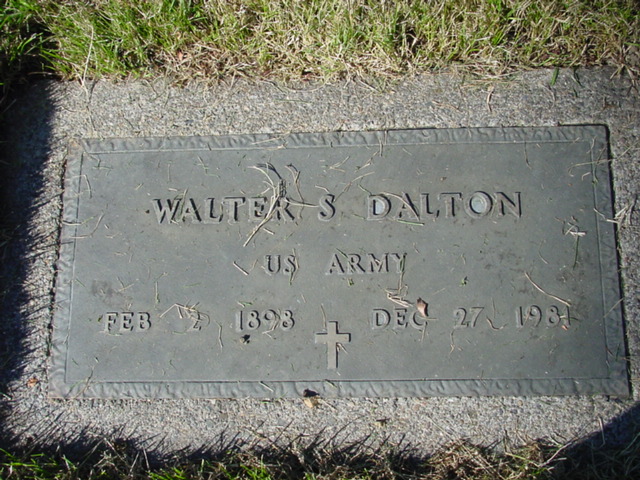 WALTER S DALTON
US ARMY
FEB 2 1898 DEC 27 1981